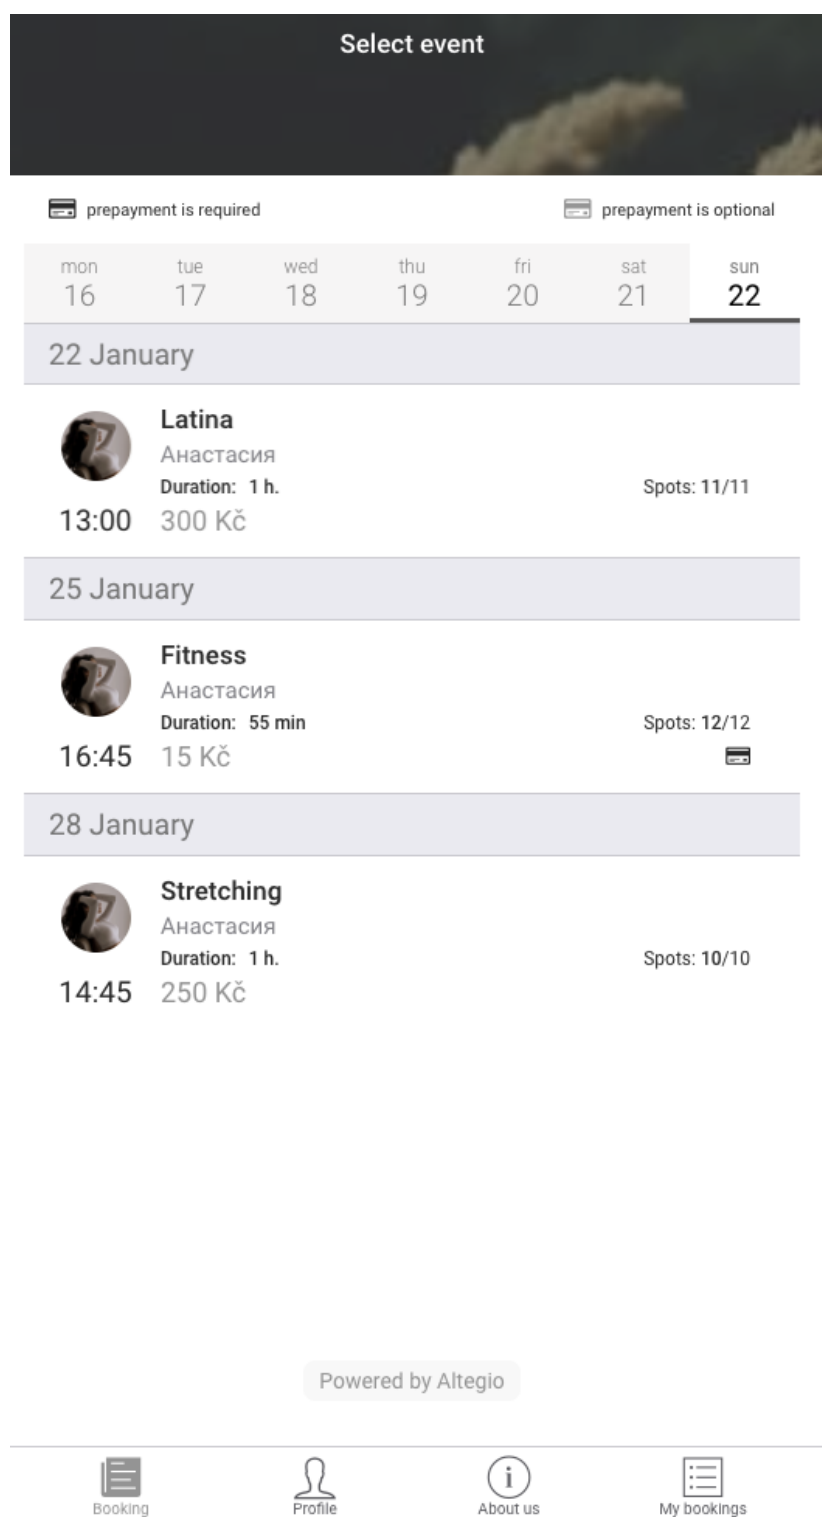 Select event
prepayment is required prepayment is optional
mon tue wed thu fri sat sun
16 17 18 19 20 21 22
22 January
Latina
Анастасия
Duration: 1 h. Spots: 11/11
13:00 300 Kč
25 January
Fitness
Анастасия
Duration: 55 min Spots: 12/12
16:45 15 Kč
28 January
Stretching
Анастасия
Duration: 1 h. Spots: 10/10
14:45 250 Kč
Powered by Altegio
Booking Profile About us My bookings